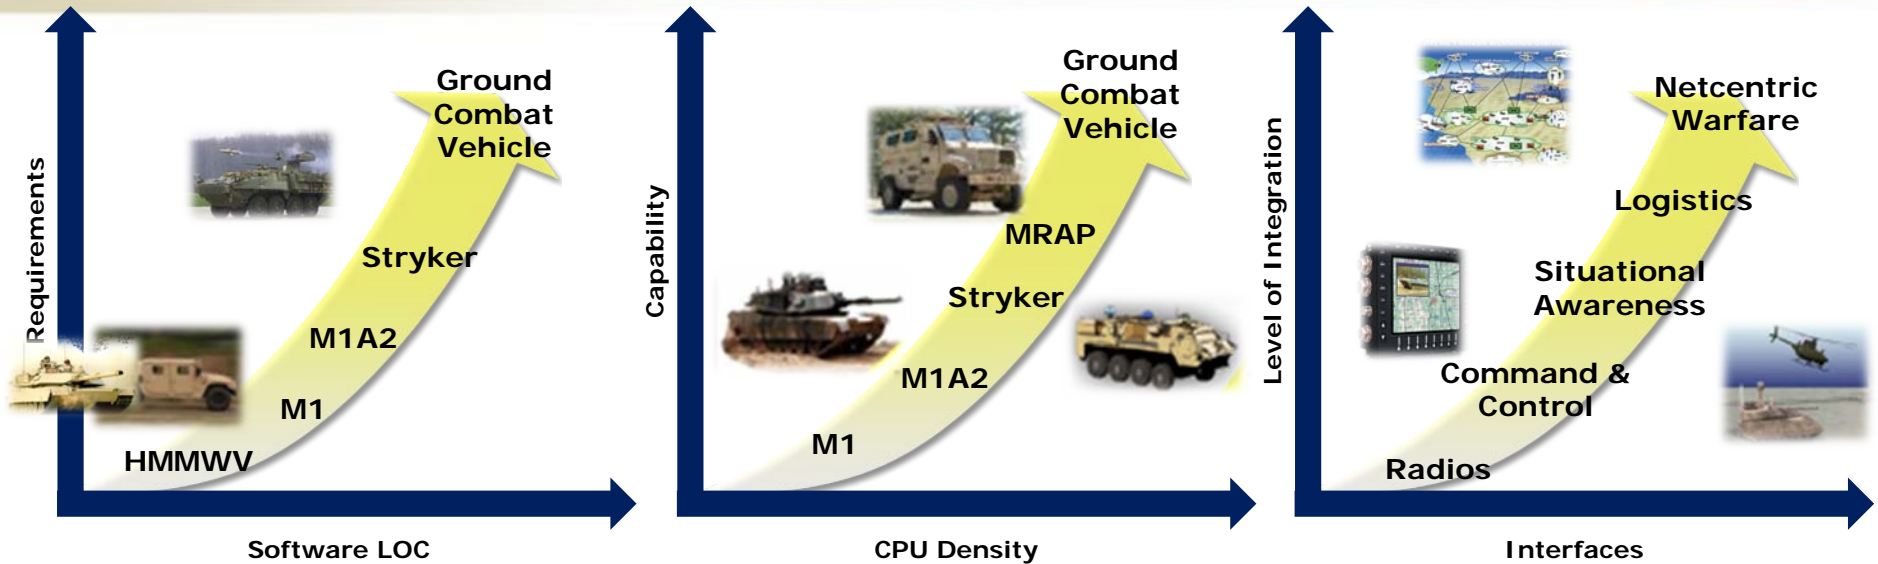 Requirements
Ground
Combat
Vehicle
Stryker
M1A2
M1
HMMWV
Software LOC
Capability
Ground
Combat
Vehicle
MRAP
Stryker
M1A2
M1
CPU Density
Level of Integration
Netcentric
Warfare
Logistics
Situational
Awareness
Command &
Control
Radios
Interfaces